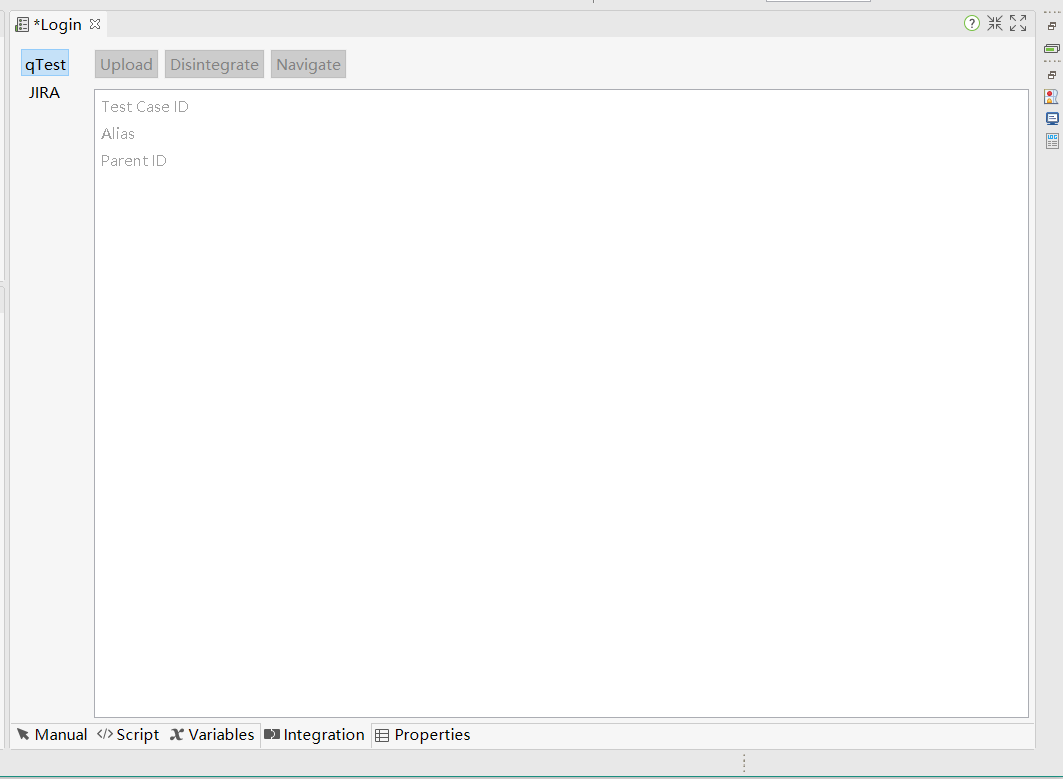 *Login
qTest
JIRA
Upload Disintegrate Navigate
Test Case ID
Alias
Parent ID
Manual </> Script Variables Integration Properties